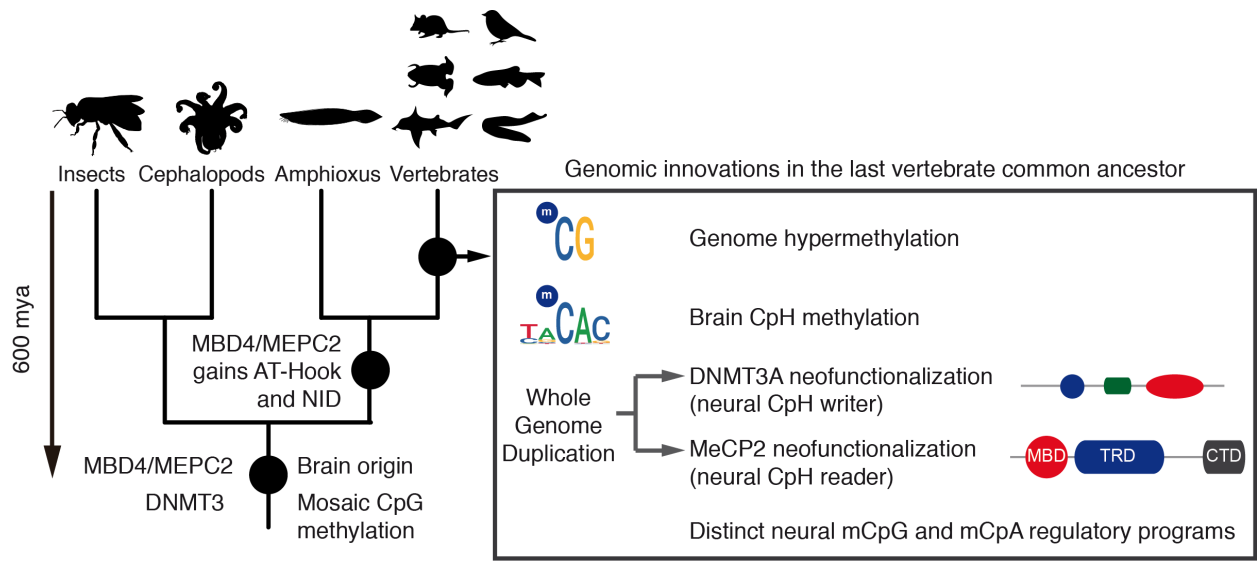 Insects Cephalopods Amphioxus Vertebrates
Genomic innovations in the last vertebrate common ancestor
600 mya
m
CG
Genome hypermethylation
m
TACAC
Brain CpH methylation
MBD4/MEPC2
gains AT-Hook
and NID
Whole
Genome
Duplication
DNMT3A neofunctionalization
(neural CpH writer)
MeCP2 neofunctionalization
(neural CpH reader)
MBD TRD CTD
Distinct neural mCpG and mCpA regulatory programs
MBD4/MEPC2
DNMT3
Brain origin
Mosaic CpG
methylation